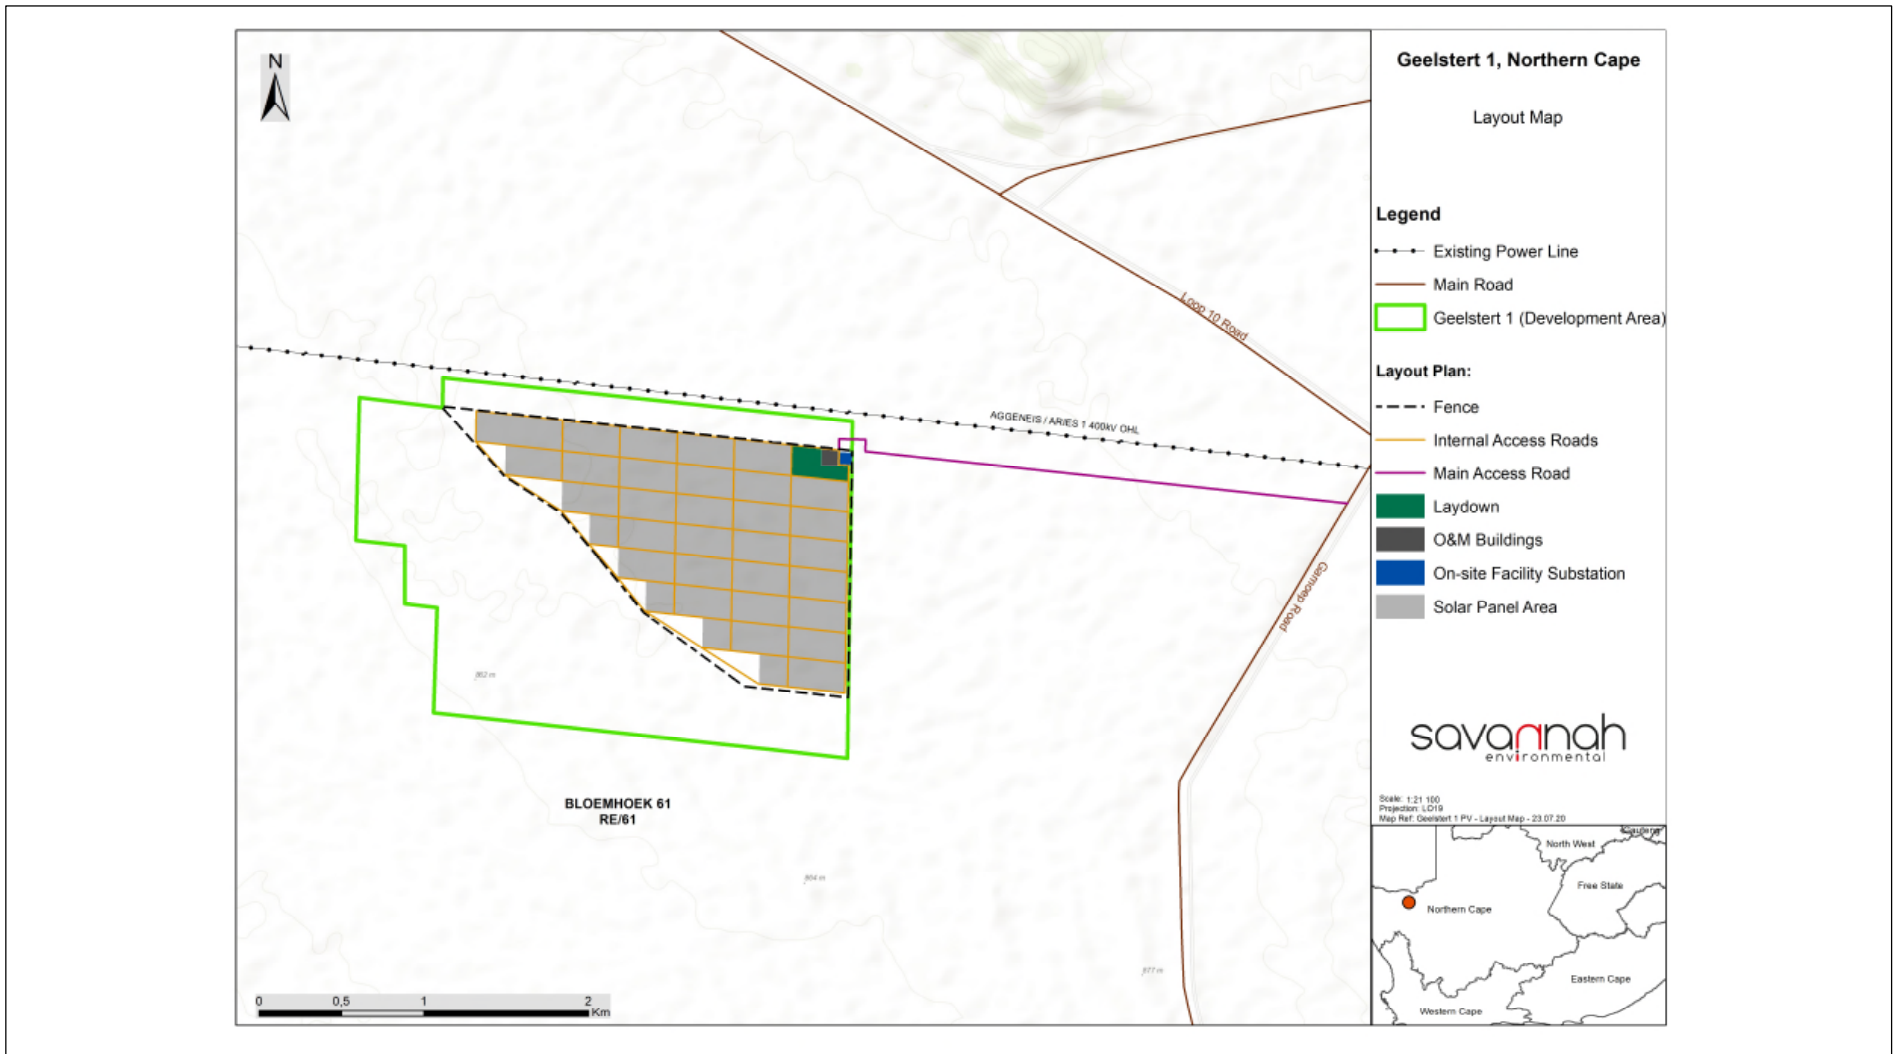 N
Loop 10 Road
AGGENEIS / ARIES 1 400kV OHL
Gamoep Road
862 m
BLOEMHOEK 61
RE/61
864 m
877 m
0 0,5 1 2
Km
Geelstert 1, Northern Cape
Layout Map
Legend
Existing Power Line
Main Road
Geelstert 1 (Development Area)
Layout Plan:
Fence
Internal Access Roads
Main Access Road
Laydown
O&M Buildings
On-site Facility Substation
Solar Panel Area
savannah
environmental
Scale: 1:21 100
Projection: LO19
Map Ref: Geelstert 1 PV - Layout Map - 23.07.20
Gauteng
North West
Free State
Northern Cape
Eastern Cape
Western Cape